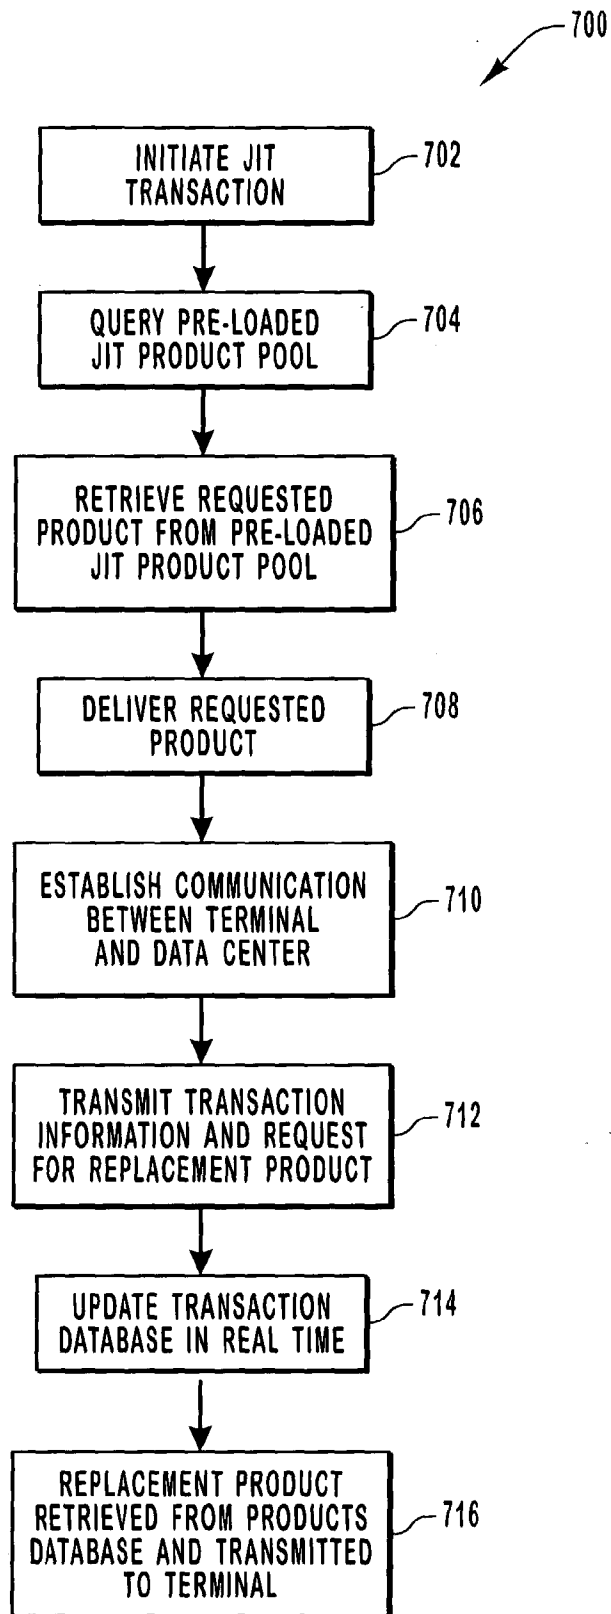 700
INITIATE JIT
TRANSACTION
702
QUERY PRE-LOADED
JIT PRODUCT POOL
704
RETRIEVE REQUESTED
PRODUCT FROM PRE-LOADED
JIT PRODUCT POOL
706
DELIVER REQUESTED
PRODUCT
708
ESTABLISH COMMUNICATION
BETWEEN TERMINAL
AND DATA CENTER
710
TRANSMIT TRANSACTION
INFORMATION AND REQUEST
FOR REPLACEMENT PRODUCT
712
UPDATE TRANSACTION
DATABASE IN REAL TIME
714
REPLACEMENT PRODUCT
RETRIEVED FROM PRODUCTS
DATABASE AND TRANSMITTED
TO TERMINAL
716